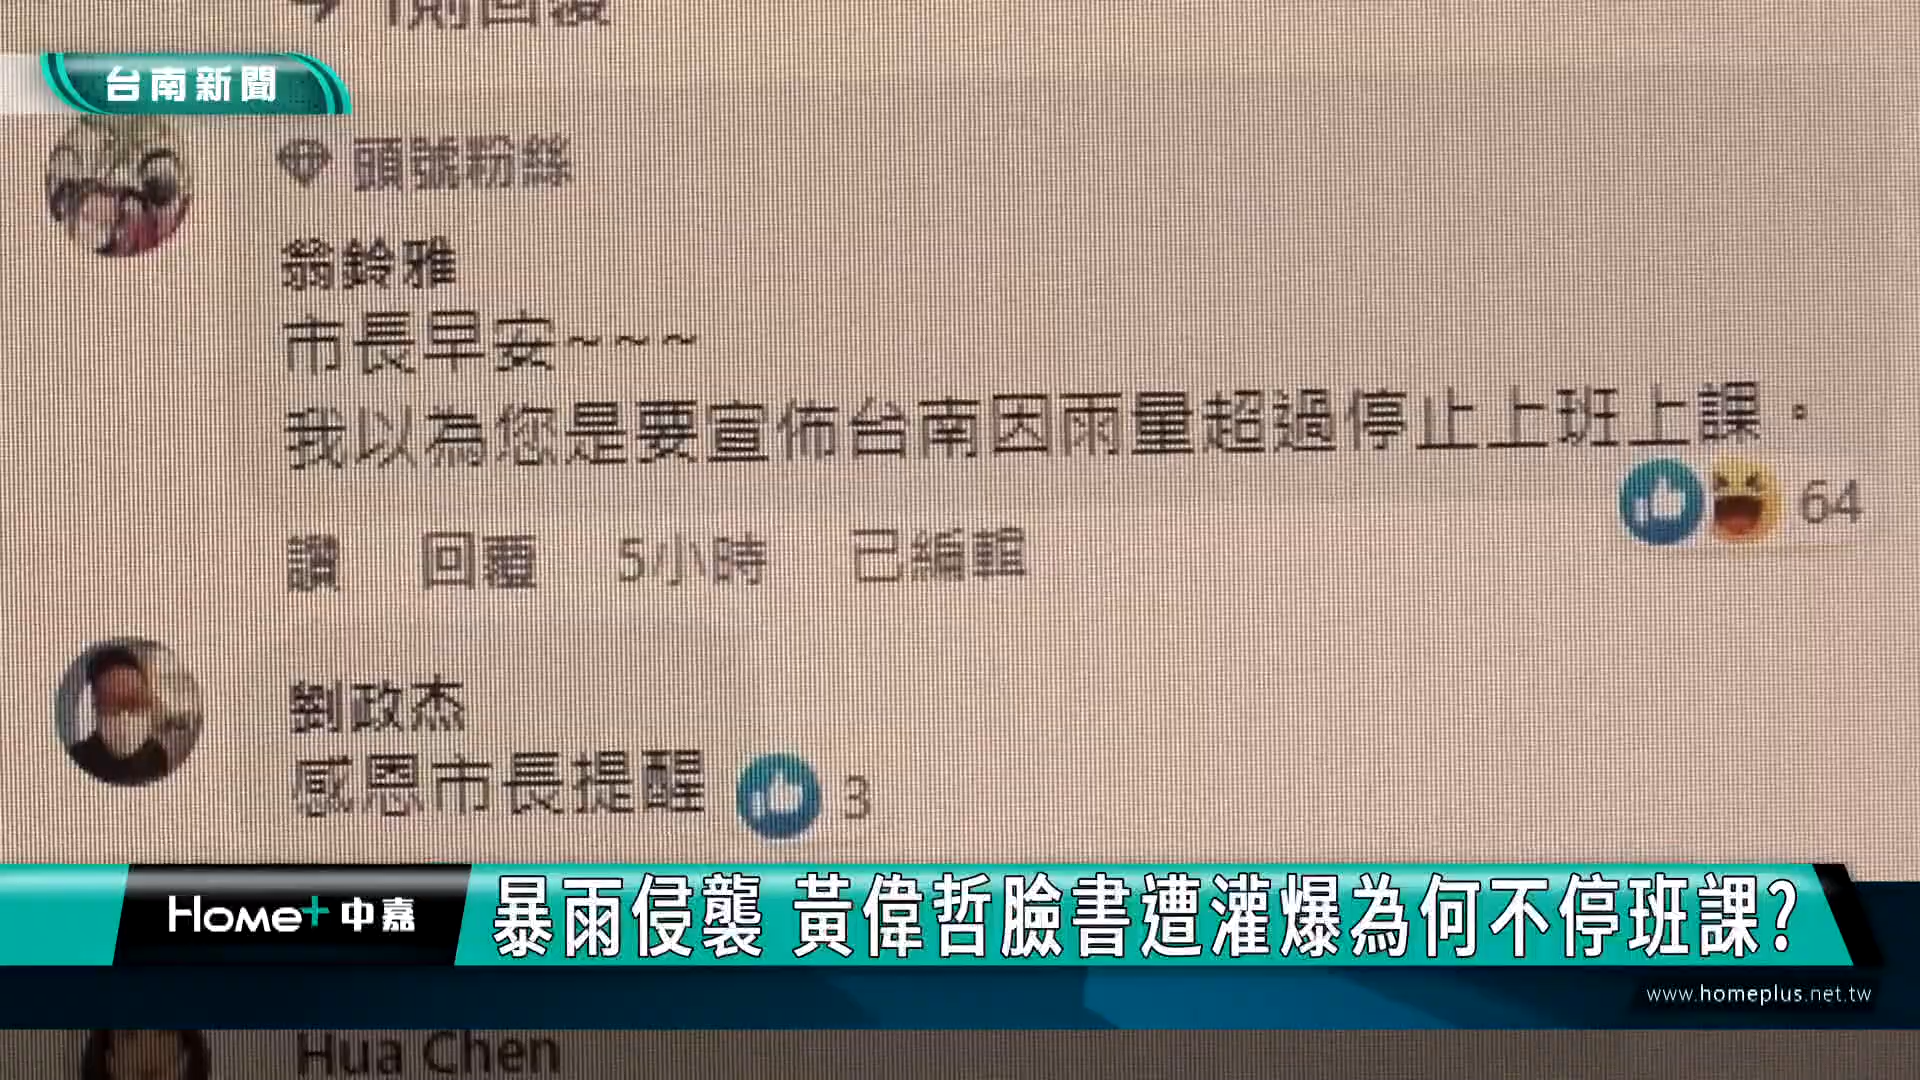 1則回覆
台南新聞
頭號粉絲
翁鈴雅
市長早安~~~
我以為您是要宣佈台南因雨量超過停止上班上課。
64
讚 回覆 5小時 已編輯
劉政杰
感恩市長提醒 3
Home+中嘉 暴雨侵襲 黃偉哲臉書遭灌爆為何不停班課?
www.homeplus.net.tw
Hua Chen